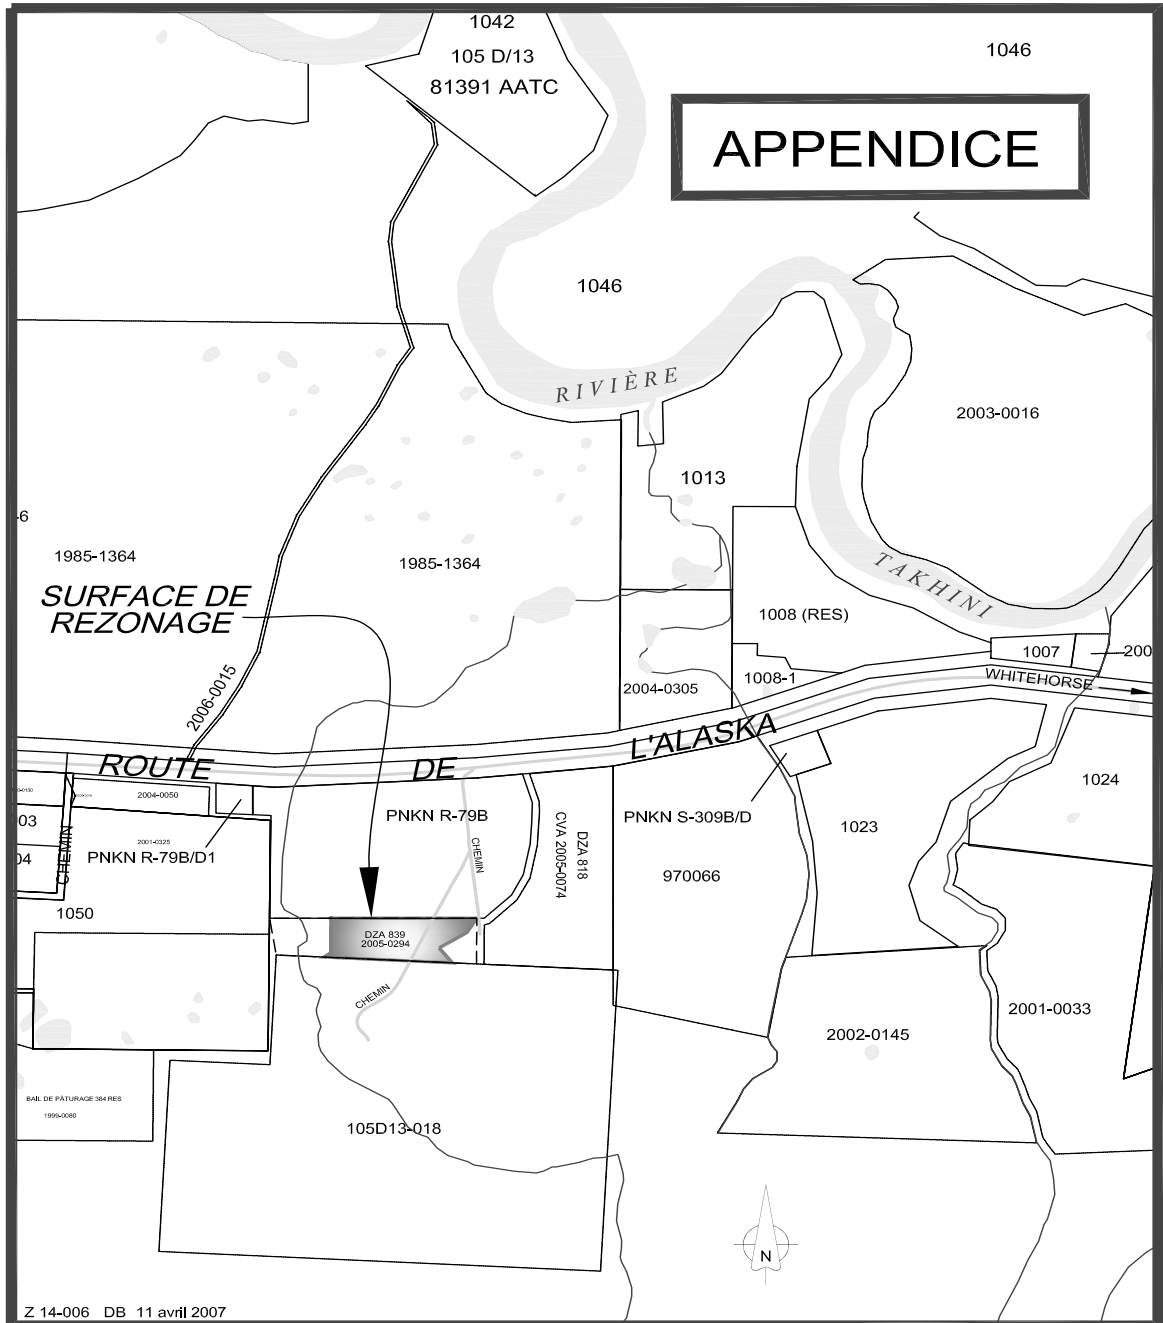 1042
105 D/13
81391 AATC
1046
APPENDICE
1046
RIVIÈRE
2003-0016
1013
1985-1364
1985-1364
SURFACE DE
REZONAGE
TAKHINI
1008 (RES)
1007
200
2006-0015
2004-0305
1008-1
WHITEHORSE
ROUTE DE L'ALASKA
2004-0050
03
PNKN R-79B
DZA 818
CVA 2005-0074
PNKN S-309B/D
1024
1023
CHEMIN
2001-0325
PNKN R-79B/D1
CHEMIN
04
970066
1050
DZA 839
2005-0294
CHEMIN
2001-0033
2002-0145
BAIL DE PÂTURAGE 384 RES
1999-0080
105D13-018
N
Z 14-006 DB 11 avril 2007